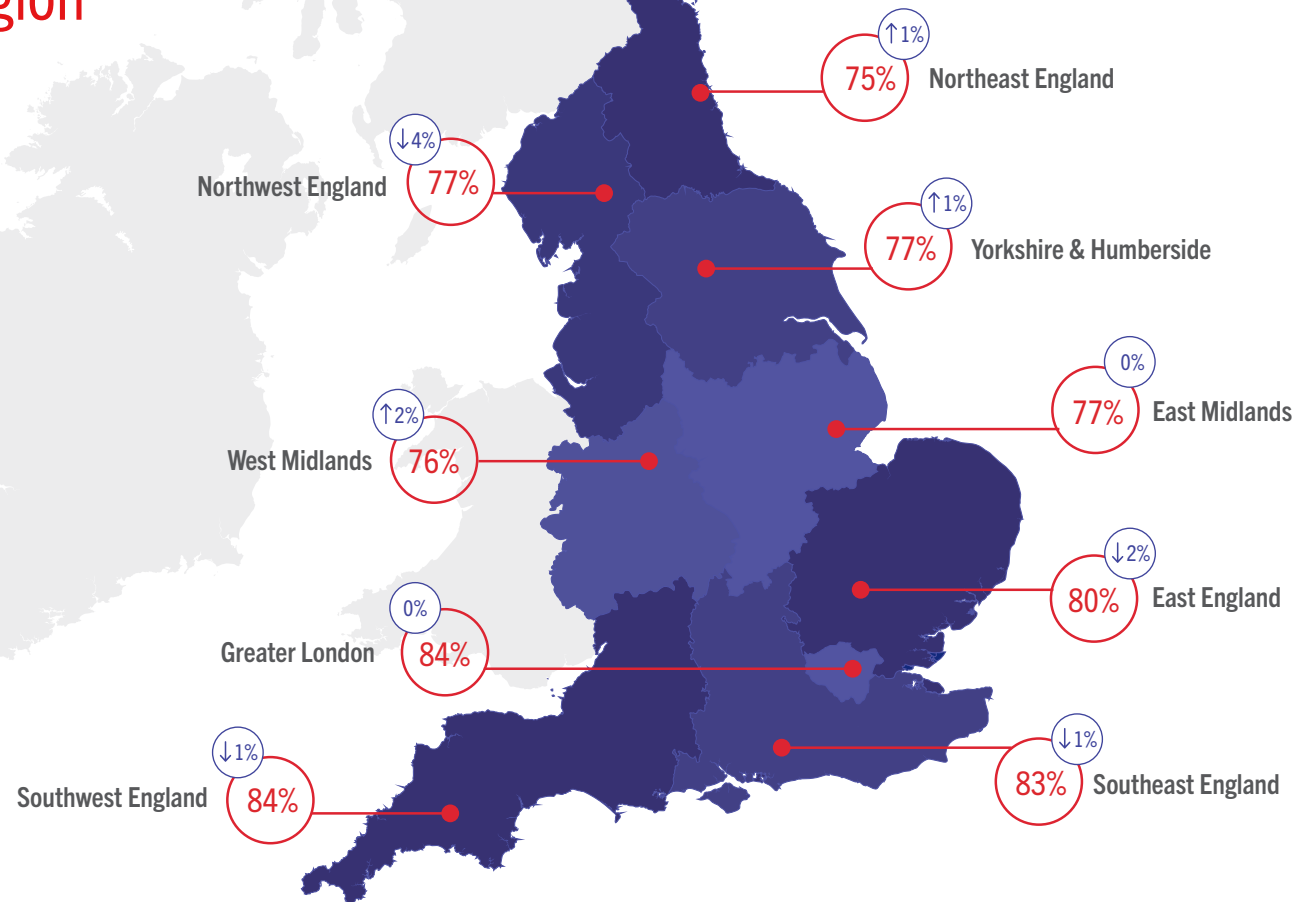 ↑1%
75%
Northeast England
↓4%
77%
Northwest England
↑1%
77%
Yorkshire & Humberside
0%
77%
East Midlands
↑2%
76%
West Midlands
↓2%
80%
East England
0%
84%
Greater London
↓1%
83%
Southeast England
↓1%
84%
Southwest England